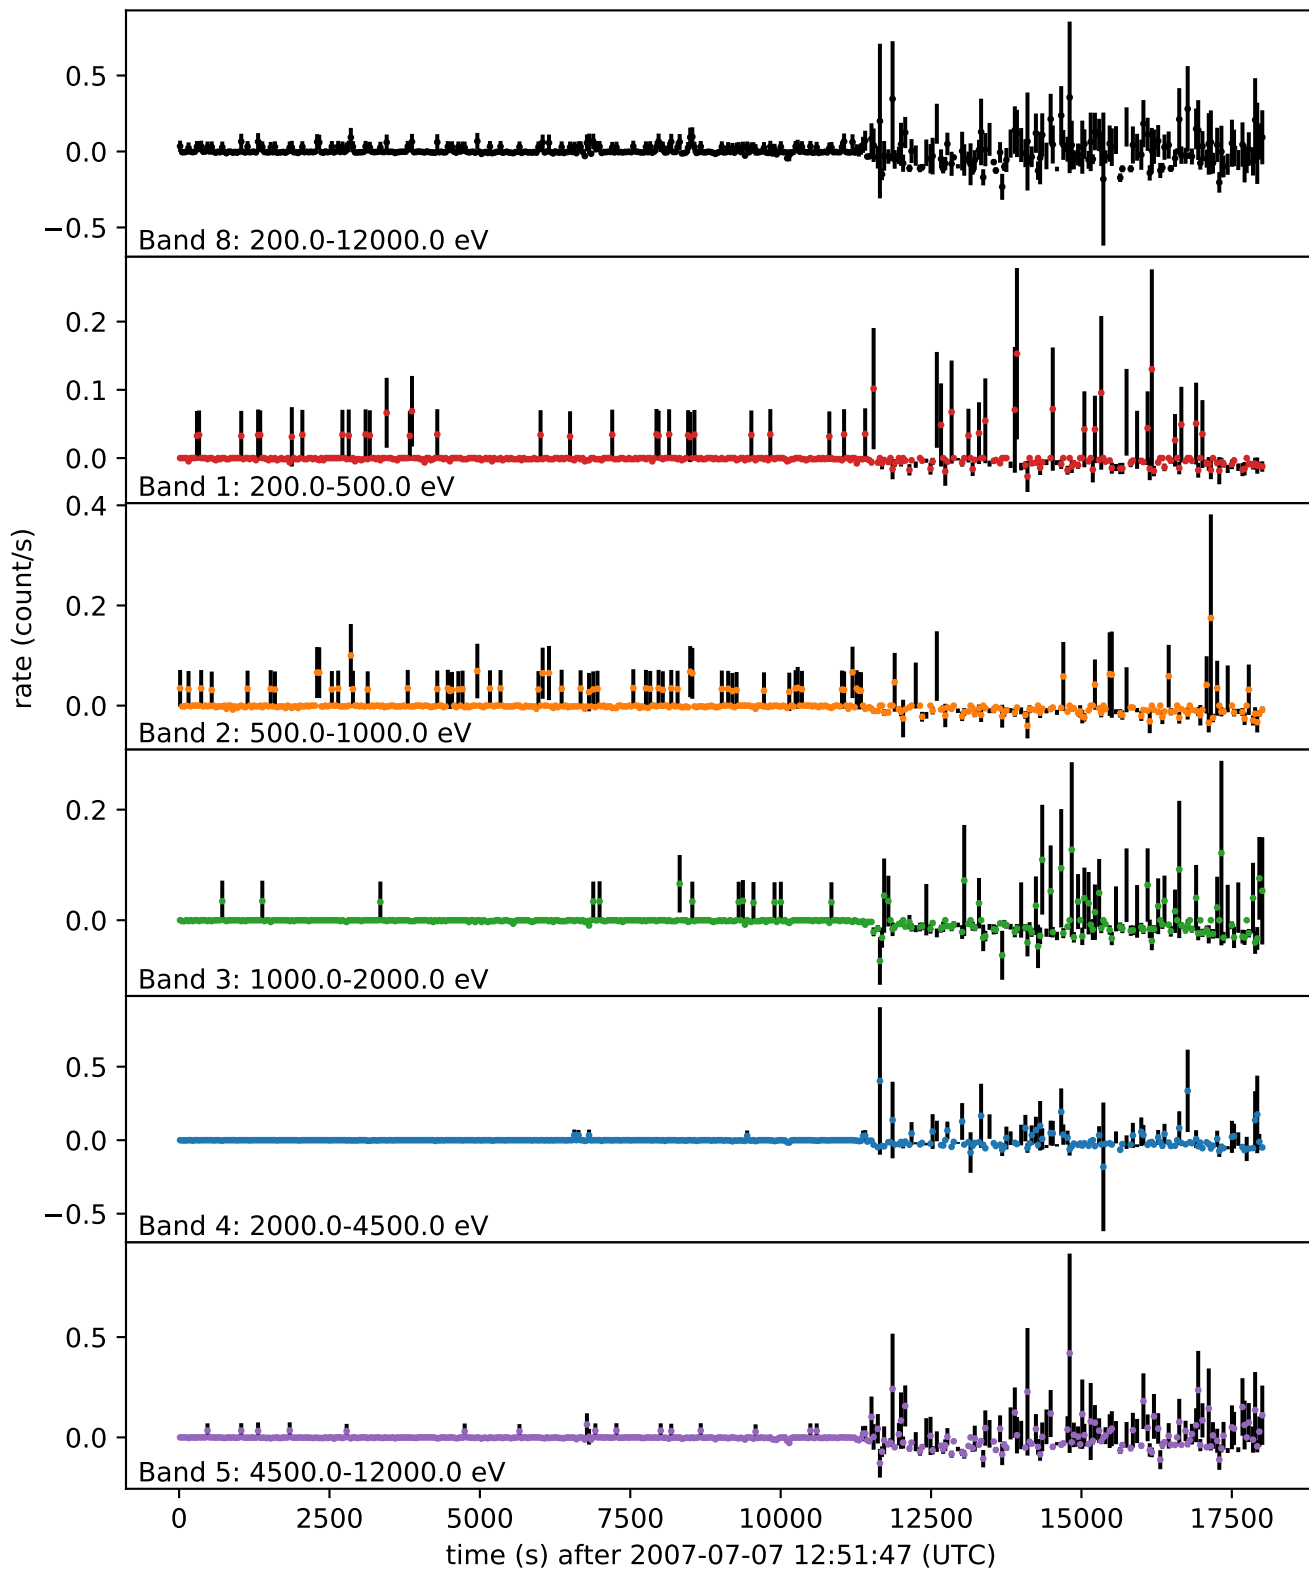 rate (count/s)
0.5
0.0
−0.5
Band 8: 200.0-12000.0 eV
0.2
0.1
0.0
Band 1: 200.0-500.0 eV
0.4
0.2
0.0
Band 2: 500.0-1000.0 eV
0.2
0.0
Band 3: 1000.0-2000.0 eV
0.5
0.0
−0.5
Band 4: 2000.0-4500.0 eV
0.5
0.0
Band 5: 4500.0-12000.0 eV
0 2500 5000 7500 10000 12500 15000 17500
time (s) after 2007-07-07 12:51:47 (UTC)